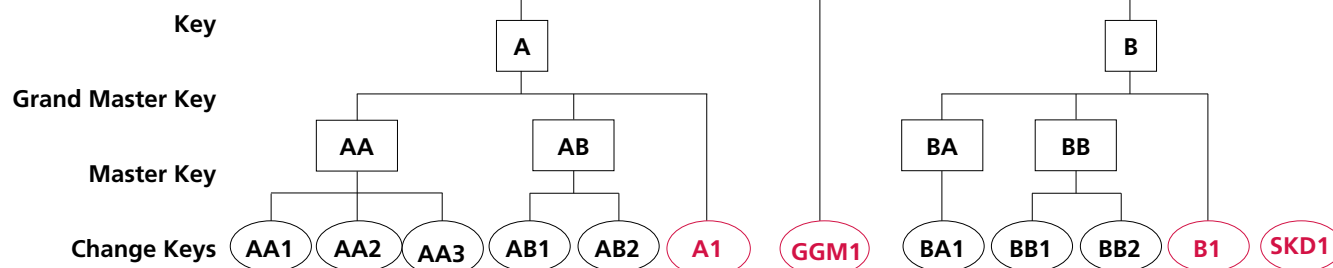 Key
A B
Grand Master Key
AA AB BA BB
Master Key
Change Keys AA1 AA2 AA3 AB1 AB2 A1 GGM1 BA1 BB1 BB2 B1 SKD1